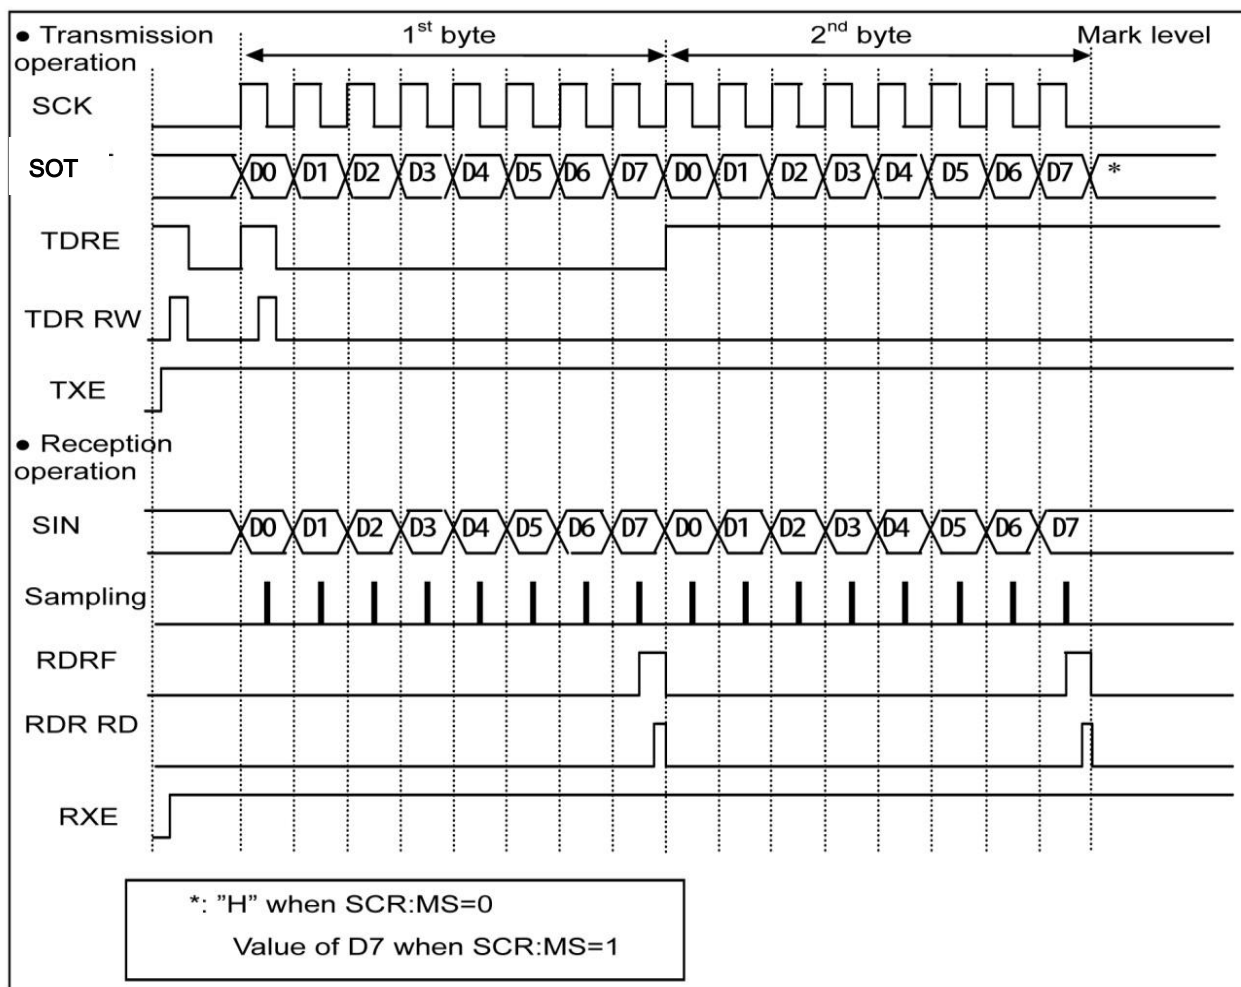 ● Transmission
operation
1st byte
2nd byte
Mark level
SCK
SOT
D0 D1 D2 D3 D4 D5 D6 D7 D0 D1 D2 D3 D4 D5 D6 D7 *
TDRE
TDR RW
TXE
● Reception
operation
SIN
D0 D1 D2 D3 D4 D5 D6 D7 D0 D1 D2 D3 D4 D5 D6 D7
Sampling
RDRF
RDR RD
RXE
*: ”H” when SCR:MS=0
Value of D7 when SCR:MS=1